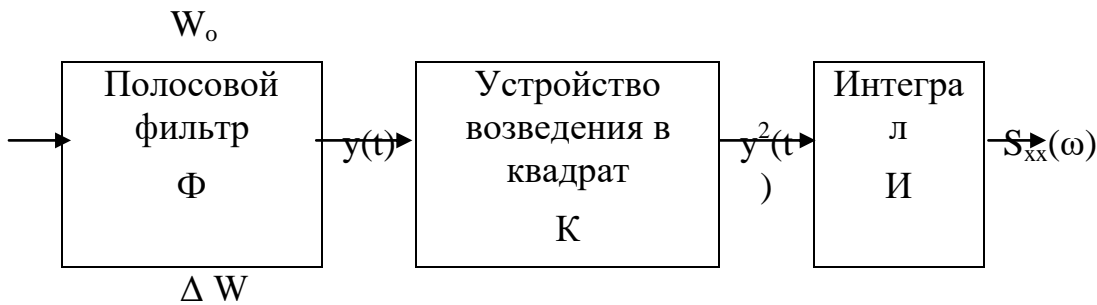 Wₒ
Полосовой
фильтр
Ф
Δ W
y(t)
Устройство
возведения в
квадрат
К
y²(t
)
Интегра
л
И
Sₓₓ(ω)